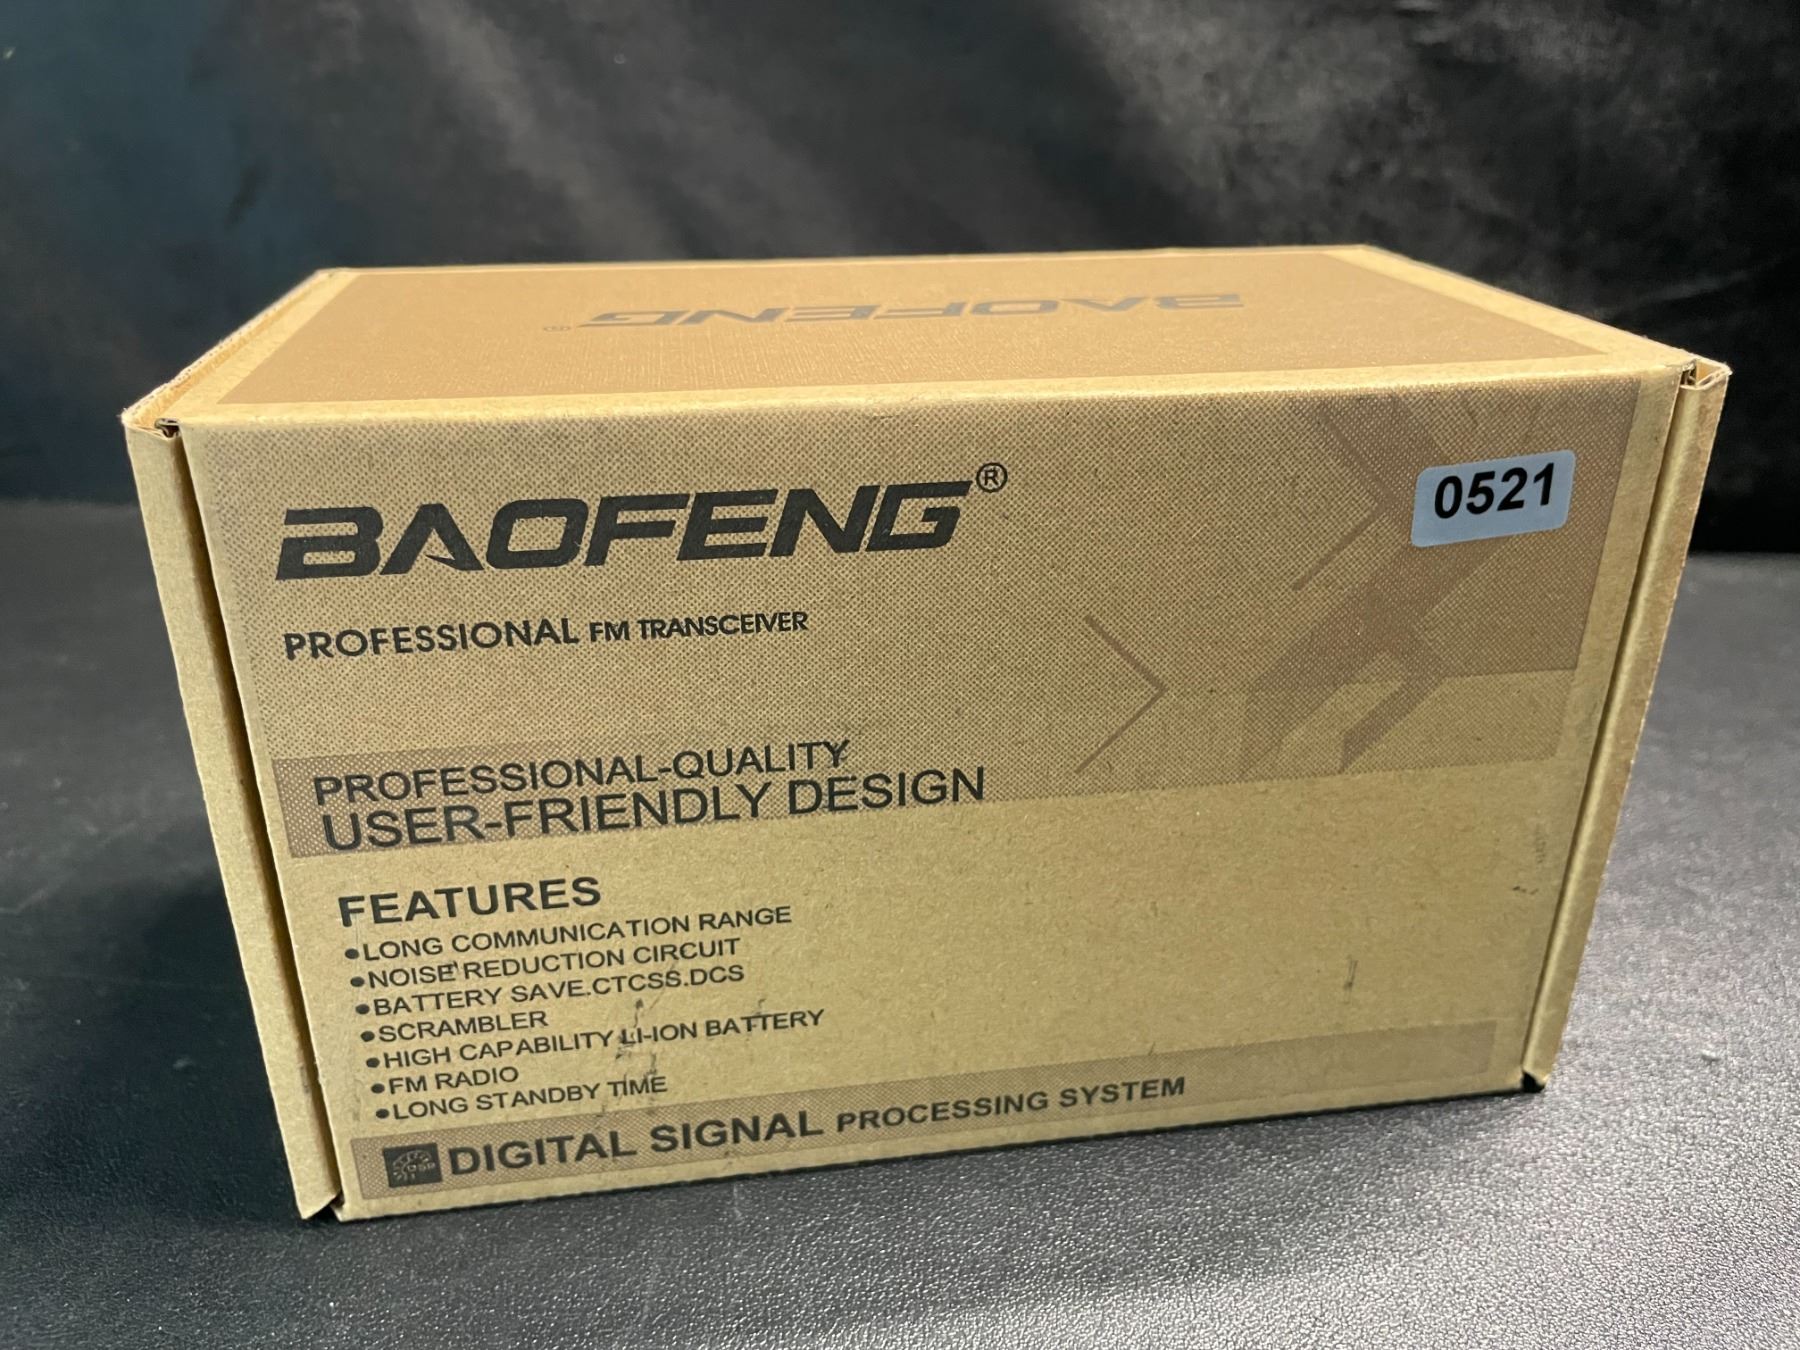 BAOFENG®
BAOFENG®
0521
PROFESSIONAL FM TRANSCEIVER
PROFESSIONAL-QUALITY
USER-FRIENDLY DESIGN
FEATURES
•LONG COMMUNICATION RANGE
•NOISE REDUCTION CIRCUIT
•BATTERY SAVE.CTCSS.DCS
•SCRAMBLER
•HIGH CAPABILITY LI-ION BATTERY
•FM RADIO
•LONG STANDBY TIME
DSP DIGITAL SIGNAL PROCESSING SYSTEM